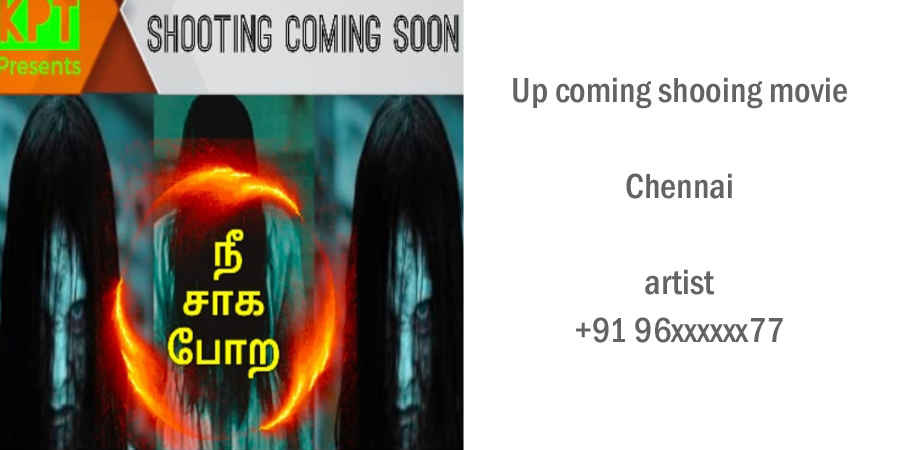 KPT
Presents
SHOOTING COMING SOON
நீ
சாக
போற
Up coming shooing movie
Chennai
artist
+91 96xxxxxx77